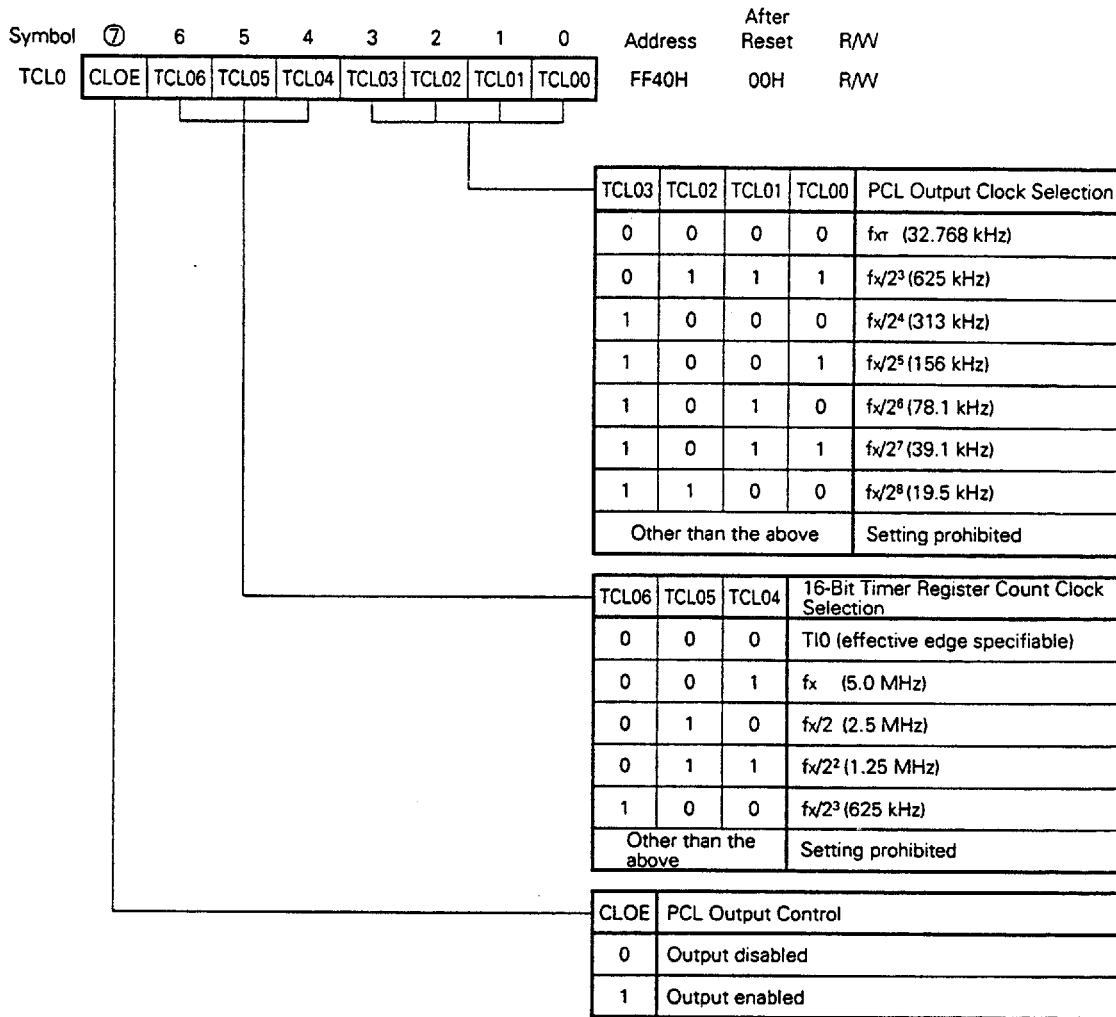 After
Symbol ⑦ 6 5 4 3 2 1 0 Address Reset R/W
TCL0 CLOE TCL06 TCL05 TCL04 TCL03 TCL02 TCL01 TCL00 FF40H 00H R/W
TCL03 TCL02 TCL01 TCL00 PCL Output Clock Selection
0 0 0 0 fXT (32.768 kHz)
0 1 1 1 fX/2³ (625 kHz)
1 0 0 0 fX/2⁴ (313 kHz)
1 0 0 1 fX/2⁵ (156 kHz)
1 0 1 0 fX/2⁶ (78.1 kHz)
1 0 1 1 fX/2⁷ (39.1 kHz)
1 1 0 0 fX/2⁸ (19.5 kHz)
Other than the above Setting prohibited
TCL06 TCL05 TCL04 16-Bit Timer Register Count Clock
Selection
0 0 0 TI0 (effective edge specifiable)
0 0 1 fX (5.0 MHz)
0 1 0 fX/2 (2.5 MHz)
0 1 1 fX/2² (1.25 MHz)
1 0 0 fX/2³ (625 kHz)
Other than the
above Setting prohibited
CLOE PCL Output Control
0 Output disabled
1 Output enabled